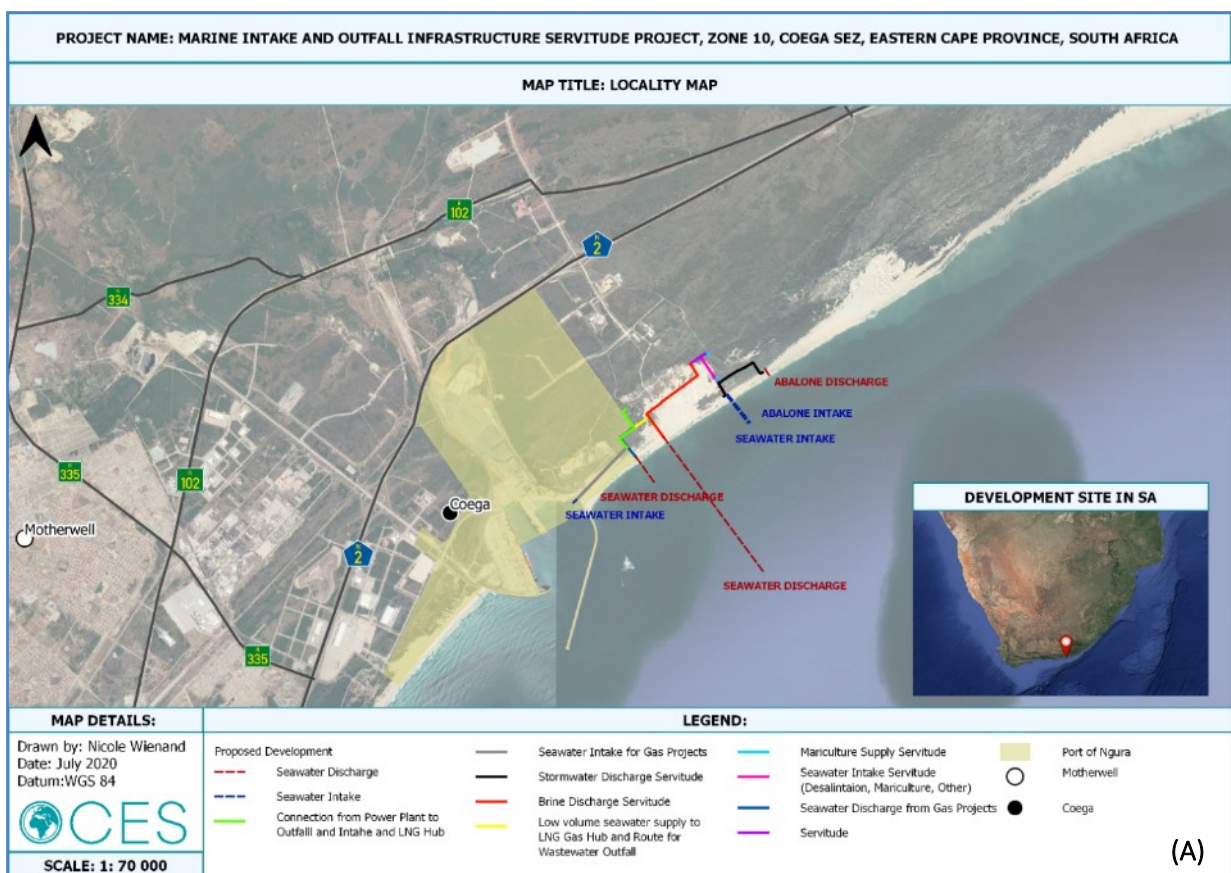 PROJECT NAME: MARINE INTAKE AND OUTFALL INFRASTRUCTURE SERVITUDE PROJECT, ZONE 10, COEGA SEZ, EASTERN CAPE PROVINCE, SOUTH AFRICA
MAP TITLE: LOCALITY MAP
R
102
N
2
R
334
ABALONE DISCHARGE
ABALONE INTAKE
SEAWATER INTAKE
R
335
R
102
SEAWATER DISCHARGE
SEAWATER INTAKE
Coega
Motherwell
N
2
SEAWATER DISCHARGE
R
335
DEVELOPMENT SITE IN SA
MAP DETAILS:
Drawn by: Nicole Wienand
Date: July 2020
Datum:WGS 84
CES
SCALE: 1: 70 000
LEGEND:
Proposed Development
Seawater Discharge
Seawater Intake
Connection from Power Plant to
Outfalll and Intahe and LNG Hub
Seawater Intake for Gas Projects
Stormwater Discharge Servitude
Brine Discharge Servitude
Low volume seawater supply to
LNG Gas Hub and Route for
Wastewater Outfall
Mariculture Supply Servitude
Seawater Intake Servitude
(Desalintaion, Mariculture, Other)
Seawater Discharge from Gas Projects
Servitude
Port of Ngura
Motherwell
Coega
(A)